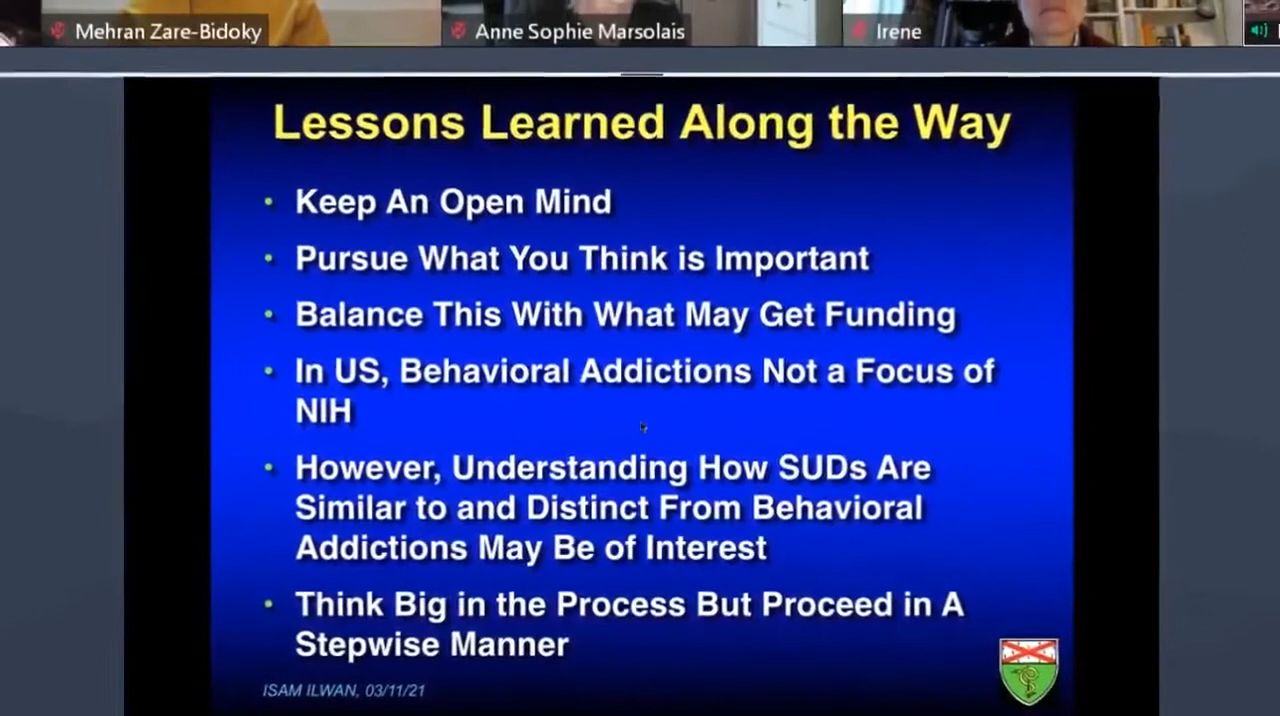 Mehran Zare-Bidoky
Anne Sophie Marsolais
Irene
Lessons Learned Along the Way
• Keep An Open Mind
• Pursue What You Think is Important
• Balance This With What May Get Funding
• In US, Behavioral Addictions Not a Focus of
NIH
• However, Understanding How SUDs Are
Similar to and Distinct From Behavioral
Addictions May Be of Interest
• Think Big in the Process But Proceed in A
Stepwise Manner
ISAM ILWAN, 03/11/21